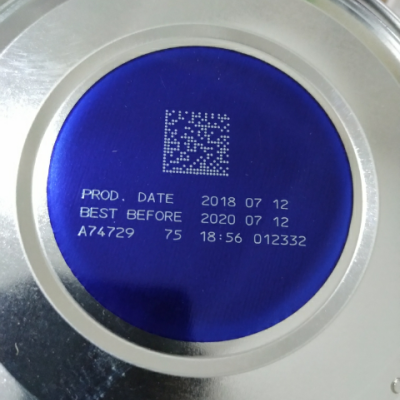 PROD. DATE 2018 07 12
BEST BEFORE 2020 07 12
A74729 75 18:56 012332